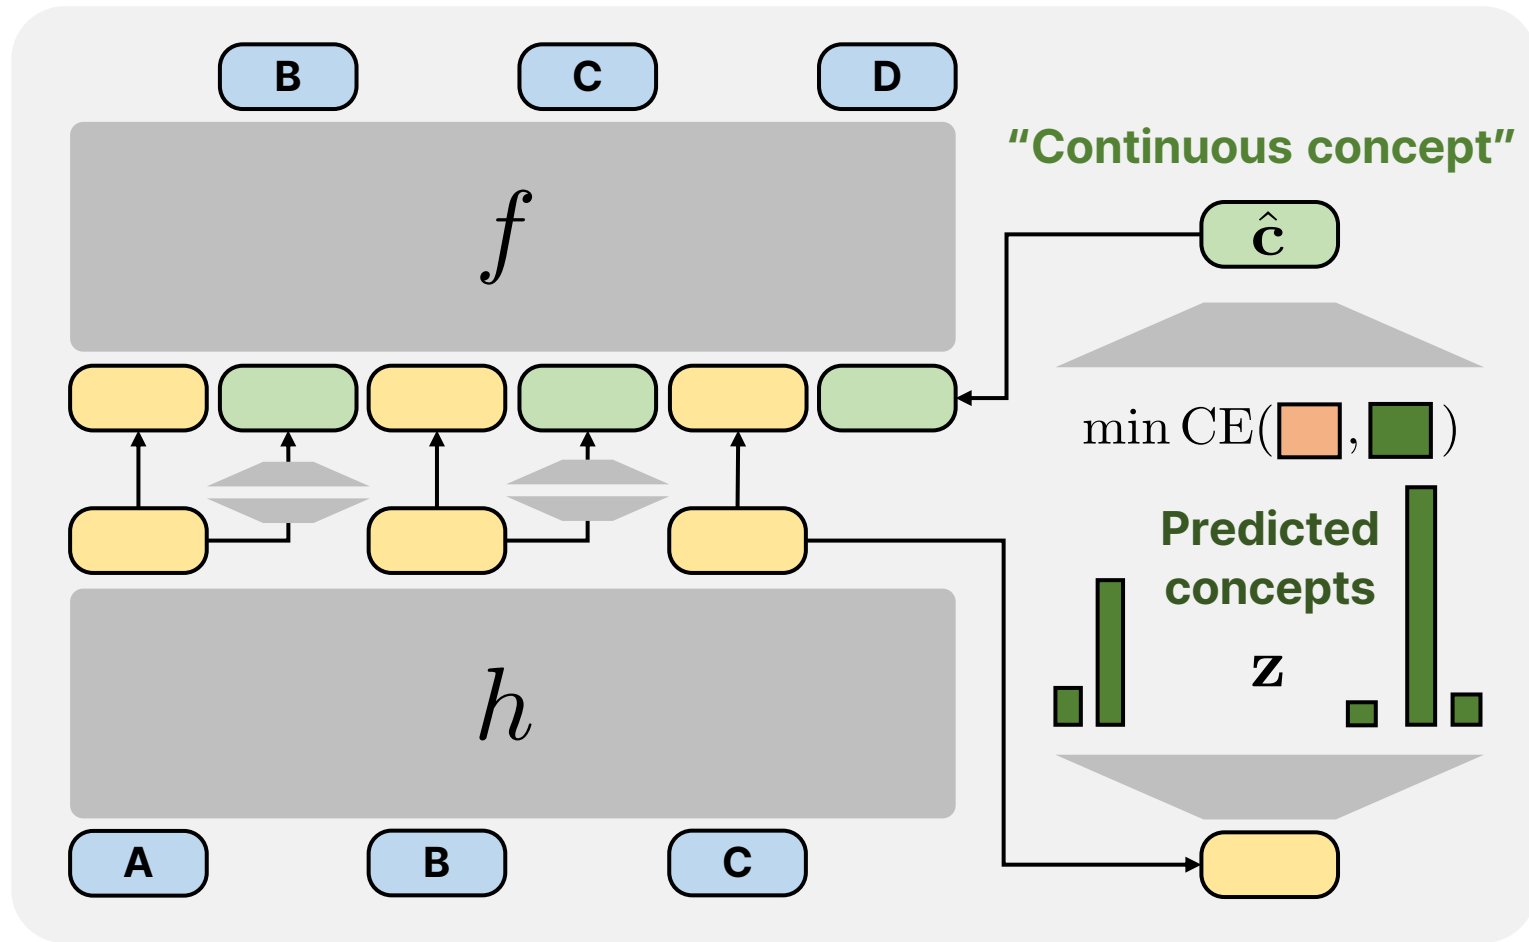 B C D
f
“Continuous concept”
ĉ
min CE( , )
Predicted
concepts
z
h
A B C